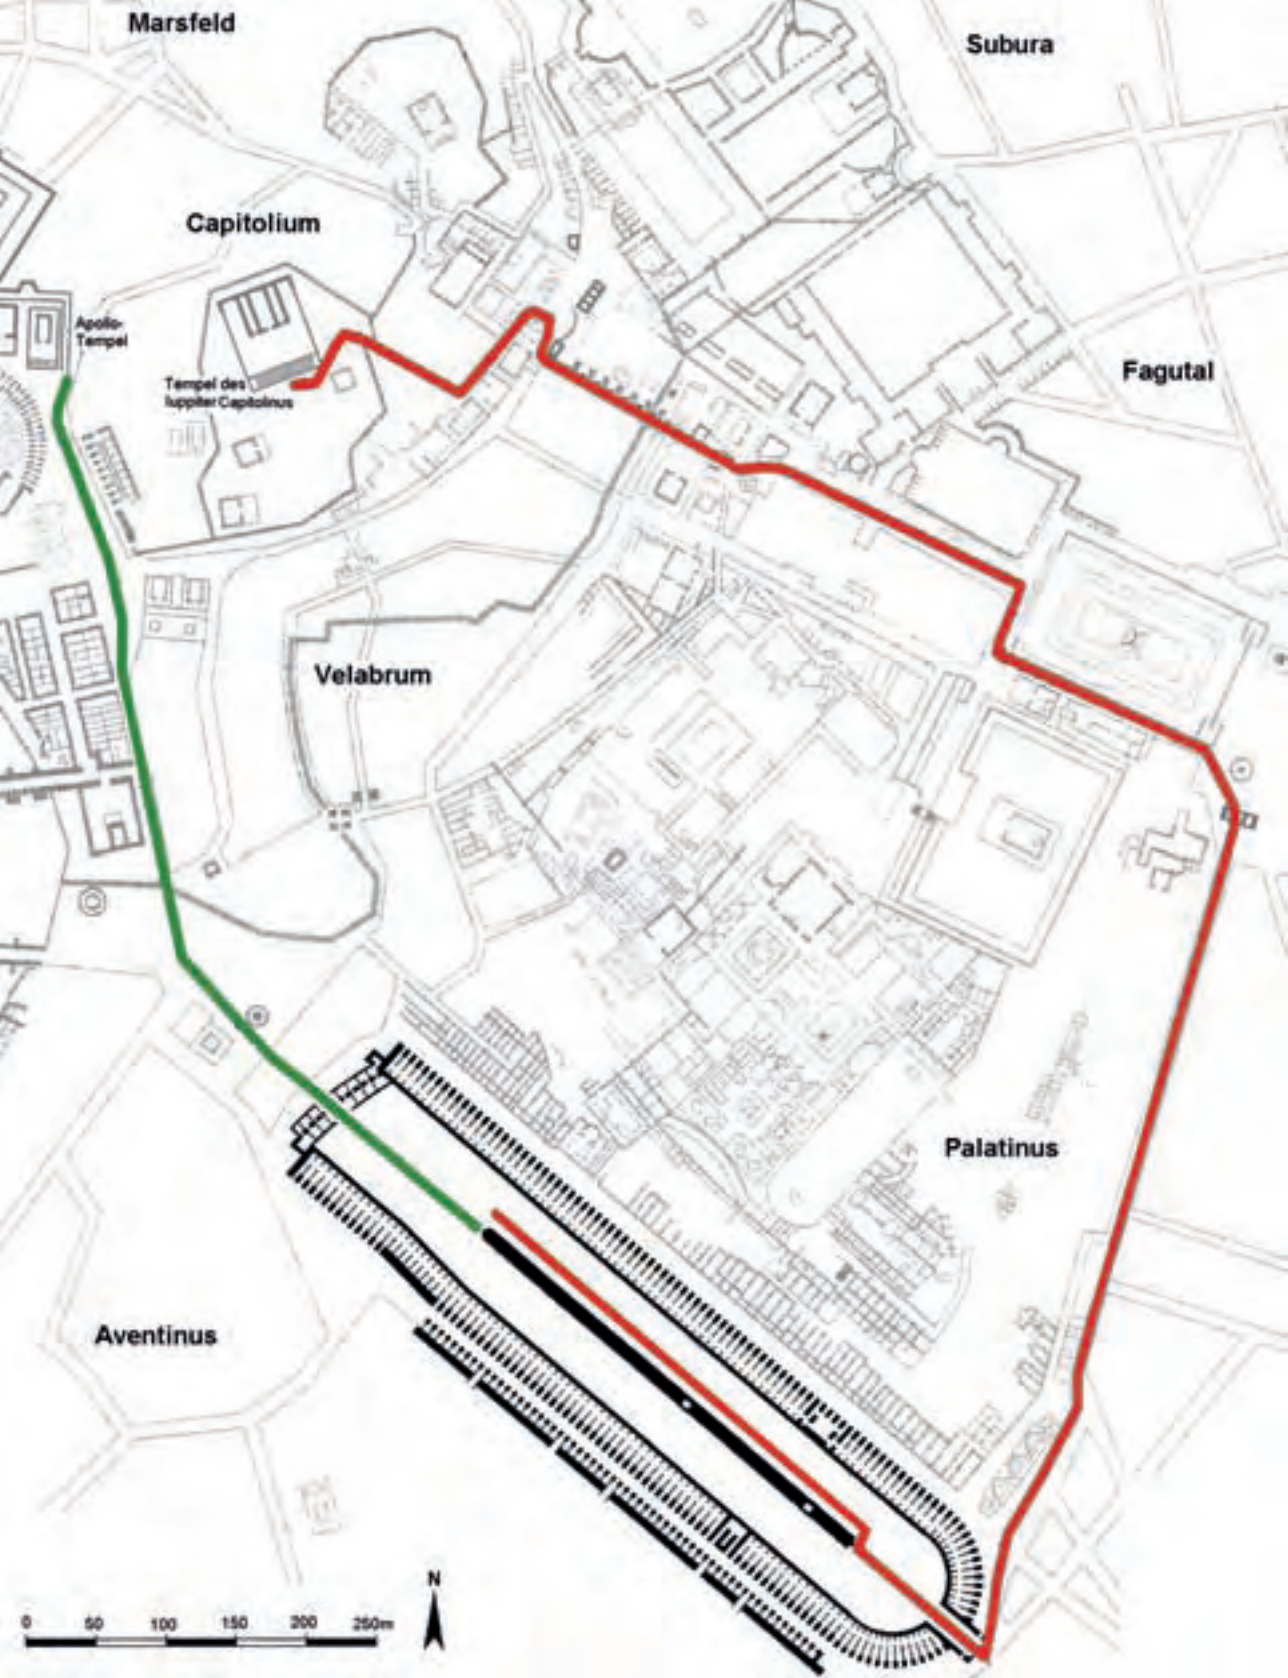 Marsfeld
Subura
Capitolium
Apollo-
Tempel
Tempel des
Iuppiter Capitolinus
Fagutal
Velabrum
Palatinus
Aventinus
N
0 50 100 150 200 250m